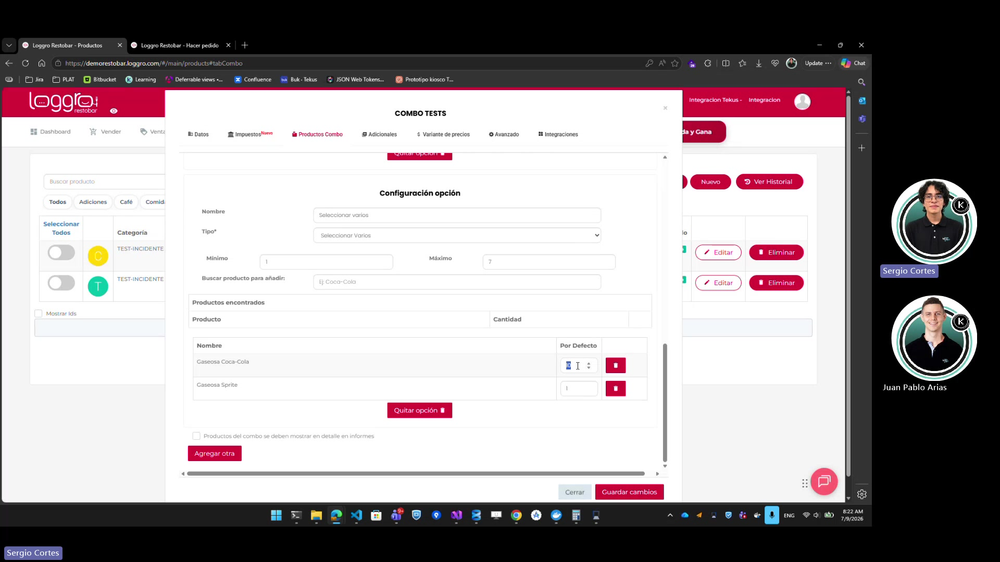 Loggro Restobar - Productos
Loggro Restobar - Hacer pedido
https://demorestobar.loggro.com/#/main/products#tabCombo
Update
Chat
Jira
PLAT
Bitbucket
Learning
Deferrable views •...
Confluence
Buk - Tekus
JSON Web Tokens...
Prototipo kiosco T...
loggro
restobar
Integracion Tekus -
Integracion
COMBO TESTS
Dashboard
Vender
Venta
Datos
Impuestos Nuevo
Productos Combo
Adicionales
Variante de precios
Avanzado
Integraciones
da y Gana
Quitar opción
Buscar producto
Nuevo
Ver Historial
Todos
Adiciones
Café
Comida
Configuración opción
Nombre
Seleccionar varios
Tipo*
Seleccionar Varios
Seleccionar Todos
Categoría
lo
TEST-INCIDENTE
C
Editar
Eliminar
Mínimo
1
Máximo
7
Buscar producto para añadir:
Ej: Coca-Cola
TEST-INCIDENTE
T
Editar
Eliminar
Productos encontrados
Producto
Cantidad
Mostrar Ids
Nombre
Por Defecto
Gaseosa Coca-Cola
10
Gaseosa Sprite
1
Quitar opción
Productos del combo se deben mostrar en detalle en informes
Agregar otra
Cerrar
Guardar cambios
9+
ENG
8:22 AM
7/9/2026
Sergio Cortes
Juan Pablo Arias
Sergio Cortes